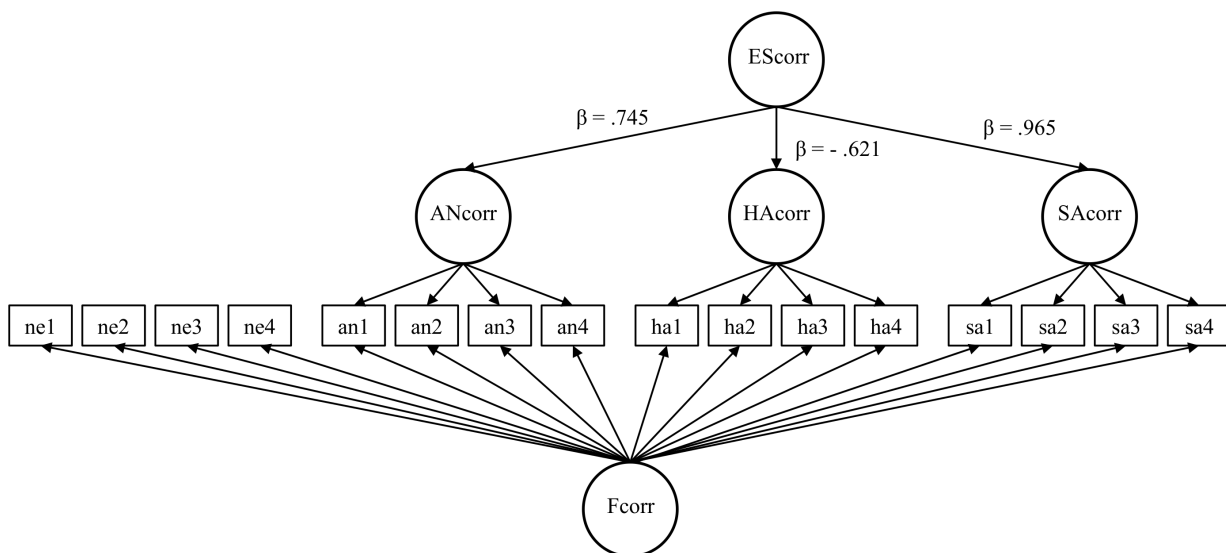 EScorr
β = .745
β = - .621
β = .965
ANcorr
HAcorr
SAcorr
ne1 ne2 ne3 ne4 an1 an2 an3 an4 ha1 ha2 ha3 ha4 sa1 sa2 sa3 sa4
Fcorr